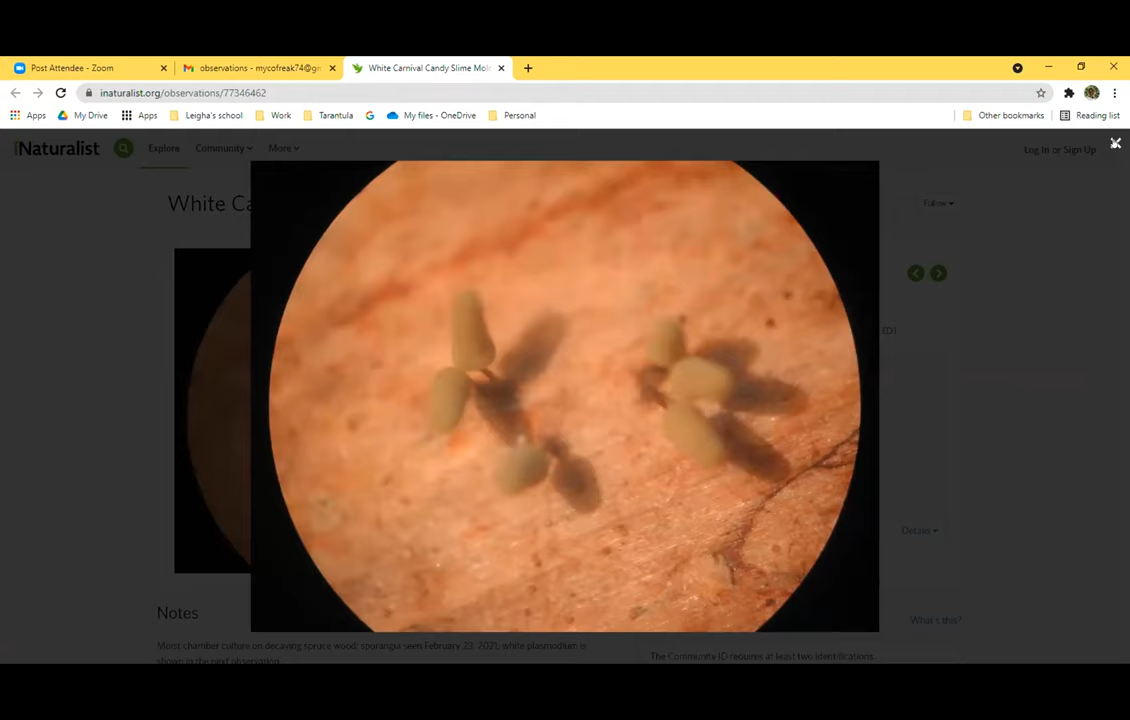 Post Attendee - Zoom
observations - mycofreak74@gm
White Carnival Candy Slime Mol
inaturalist.org/observations/77346462
Apps My Drive Apps Leigha's school Work Tarantula My files - OneDrive Personal Other bookmarks Reading list
iNaturalist Explore Community More Log In or Sign Up
White Ca
Follow
Details
Notes
What's this?
Moist chamber culture on decaying spruce wood; sporangia seen February 23, 2021; white plasmodium is
shown in the next observation.
The Community ID requires at least two identifications.